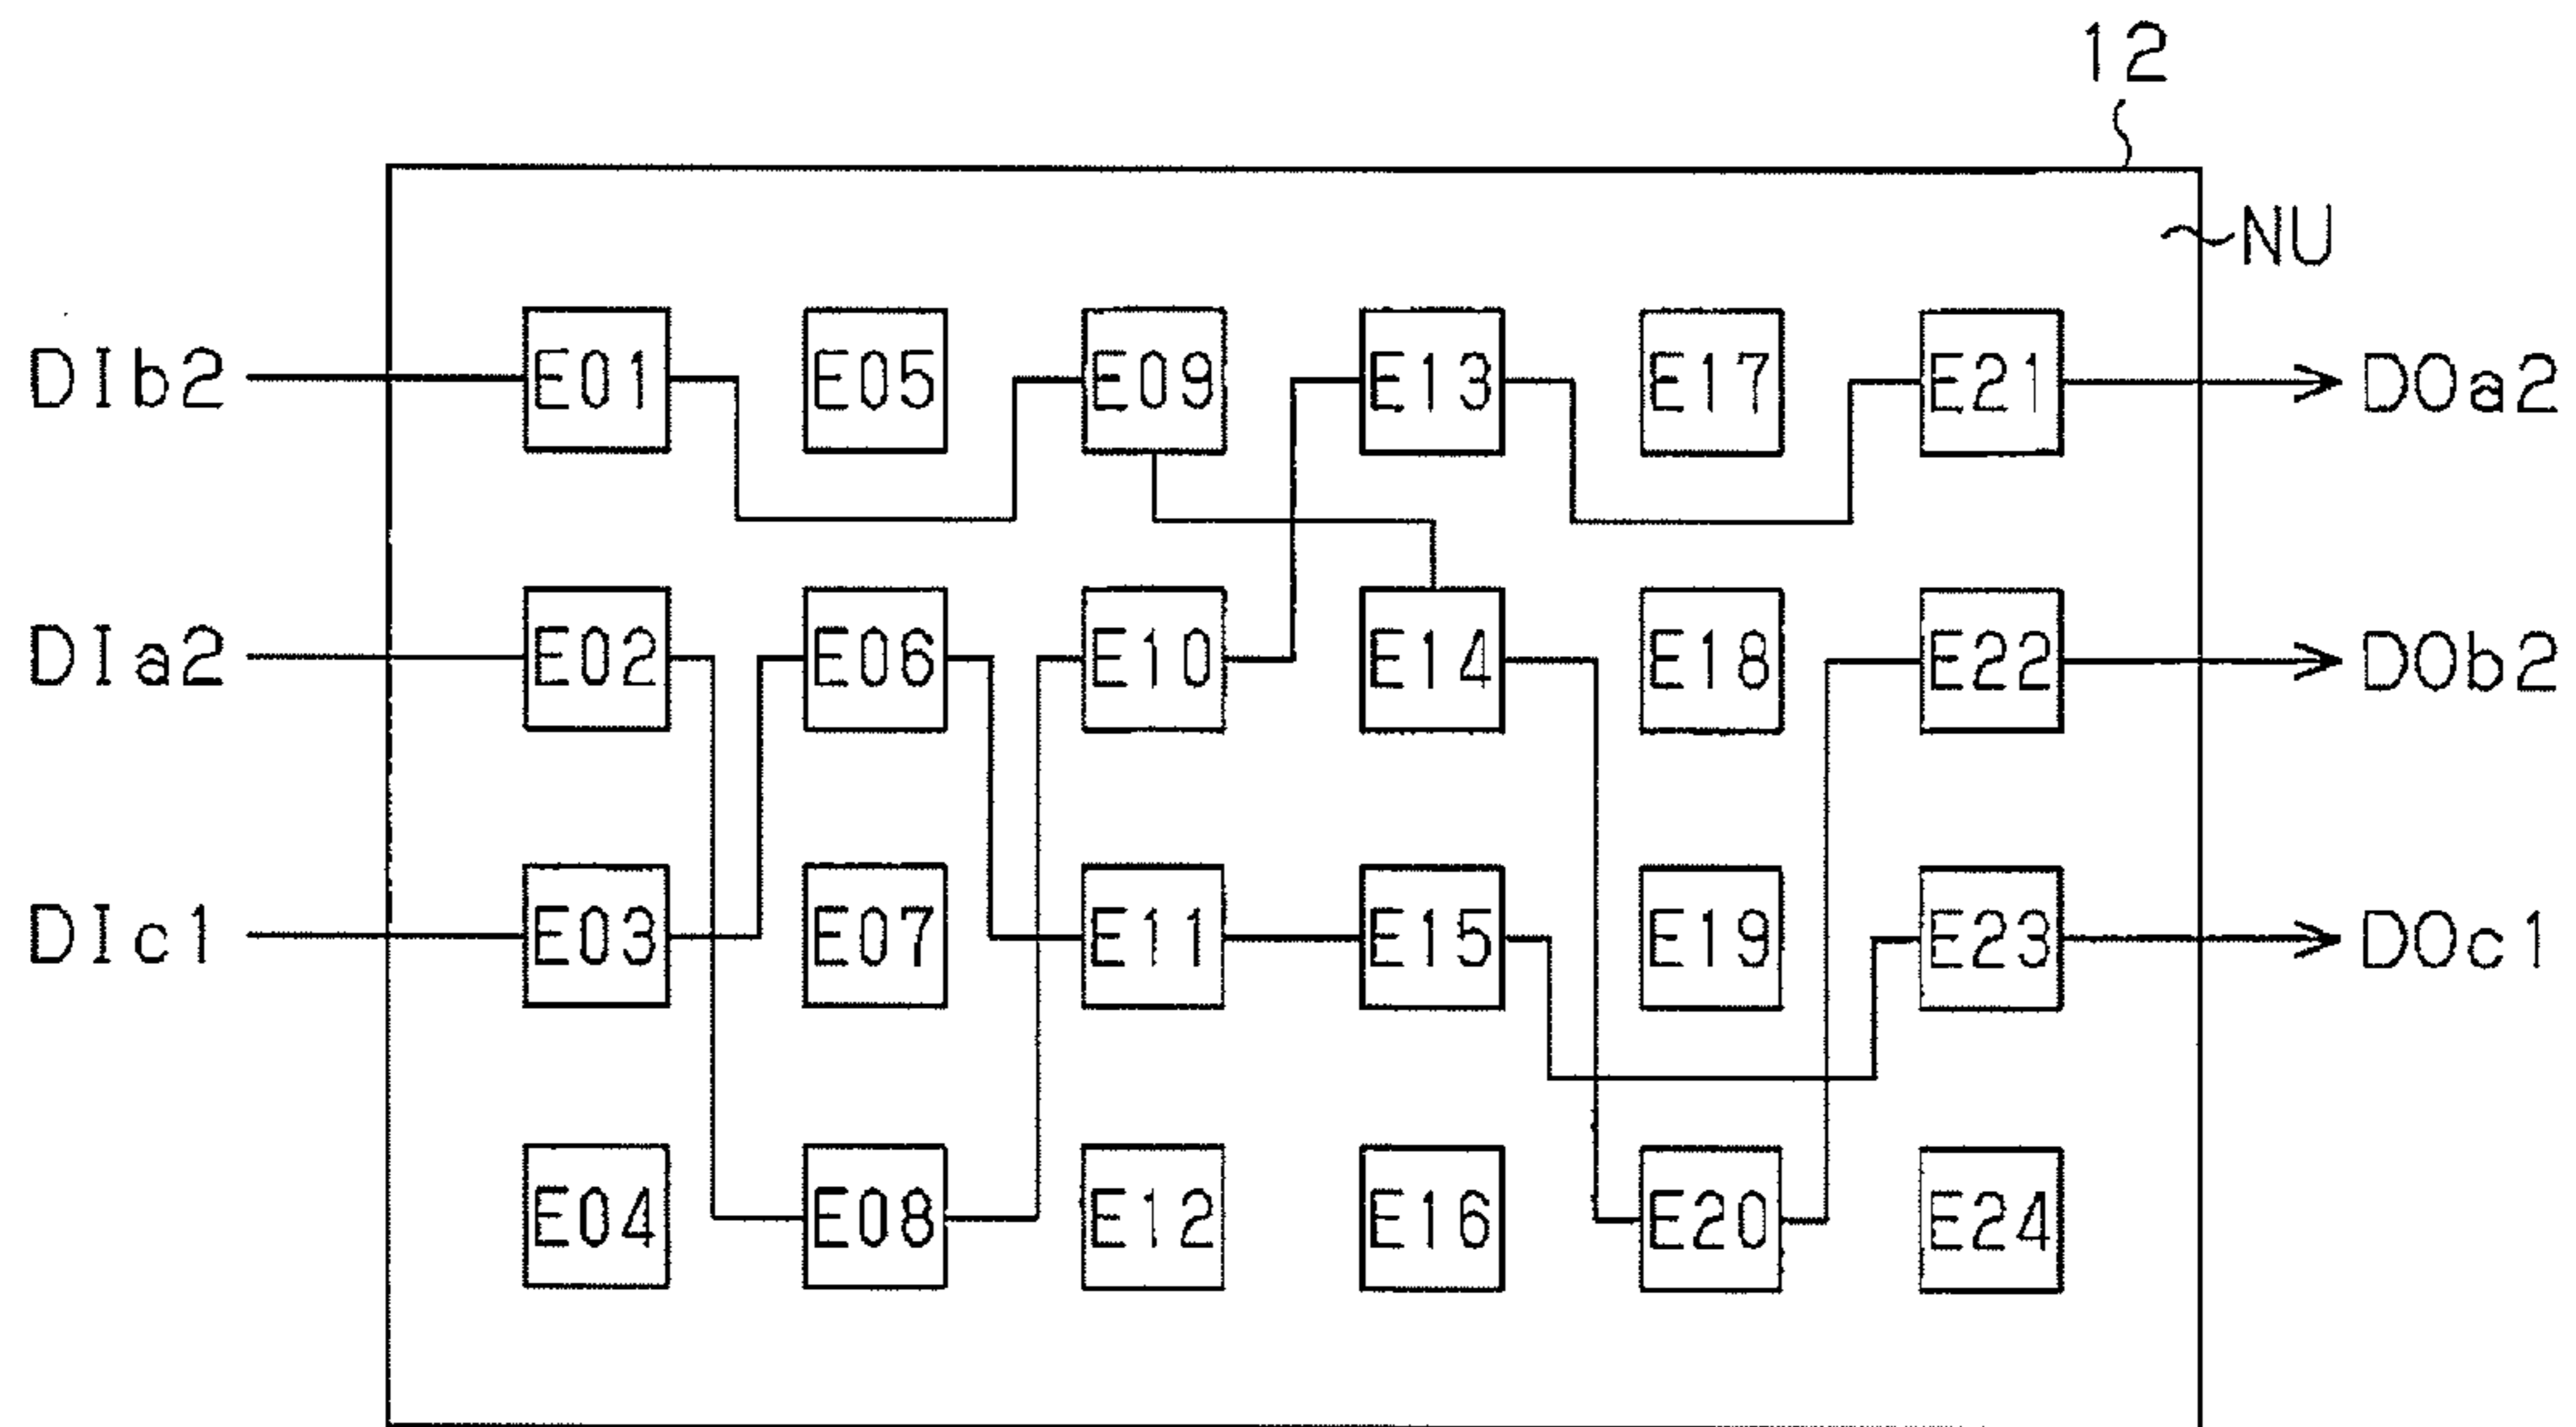 12
NU
DIb2 E01 E05 E09 E13 E17 E21 DOa2
DIa2 E02 E06 E10 E14 E18 E22 DOb2
DIc1 E03 E07 E11 E15 E19 E23 DOc1
E04 E08 E12 E16 E20 E24